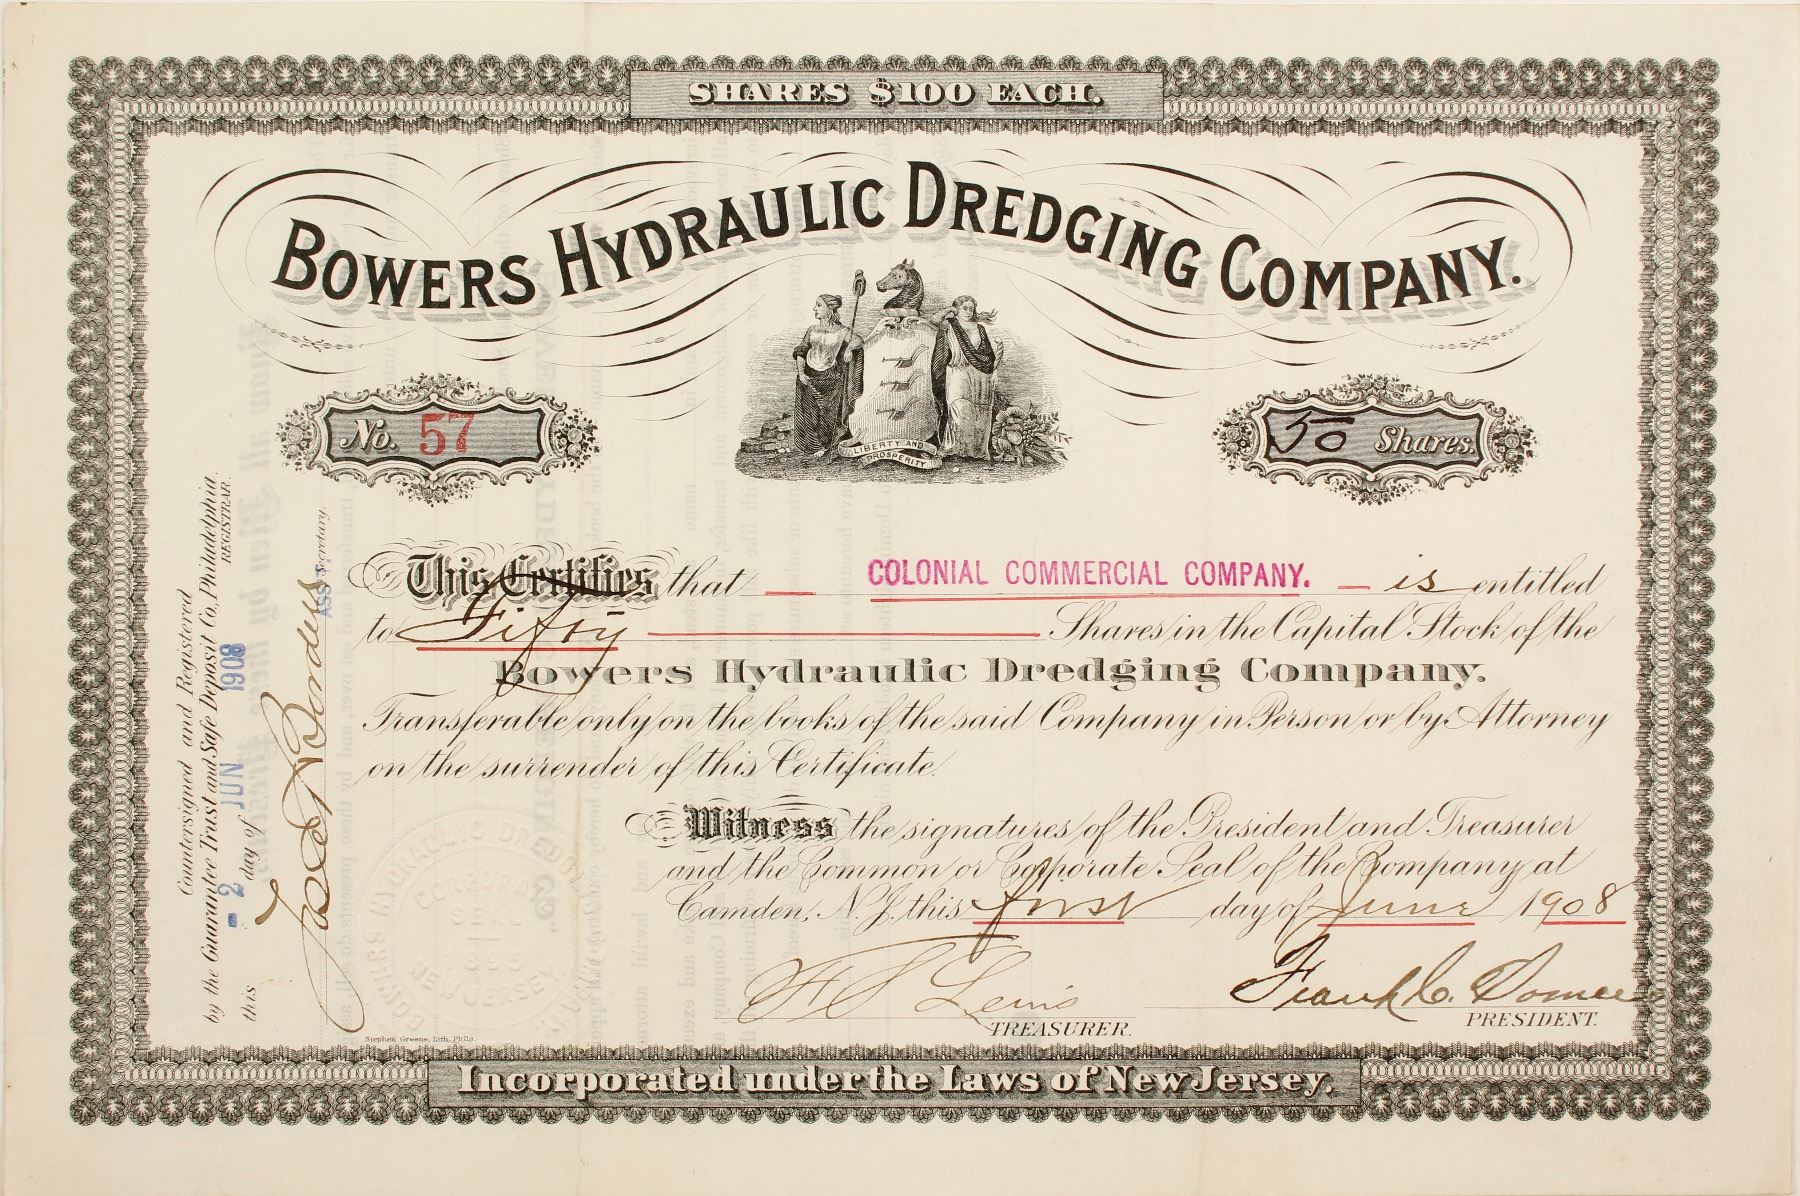 SHARES $100 EACH.
BOWERS HYDRAULIC DREDGING COMPANY.
No. 57
LIBERTY AND
PROSPERITY
50 Shares.
This Certifies that COLONIAL COMMERCIAL COMPANY. is entitled
to Fifty Shares in the Capital Stock of the
Bowers Hydraulic Dredging Company.
Transferable only on the books of the said Company in Person or by Attorney
on the surrender of this Certificate.
Witness the signatures of the President and Treasurer
and the Common or Corporate Seal of the Company at
Camden, N.J. this first day of June 1908
TREASURER.
PRESIDENT.
Countersigned and Registered
by the Guarantee Trust and Safe Deposit Co, Philadelphia.
REGISTRAR.
this - 2 day of JUN 1908
ASS Secretary.
BOWERS HYDRAULIC DREDGING
CORPORATE
SEAL
NEW JERSEY
Stephen Greene, Lith. Phila.
Incorporated under the Laws of New Jersey.